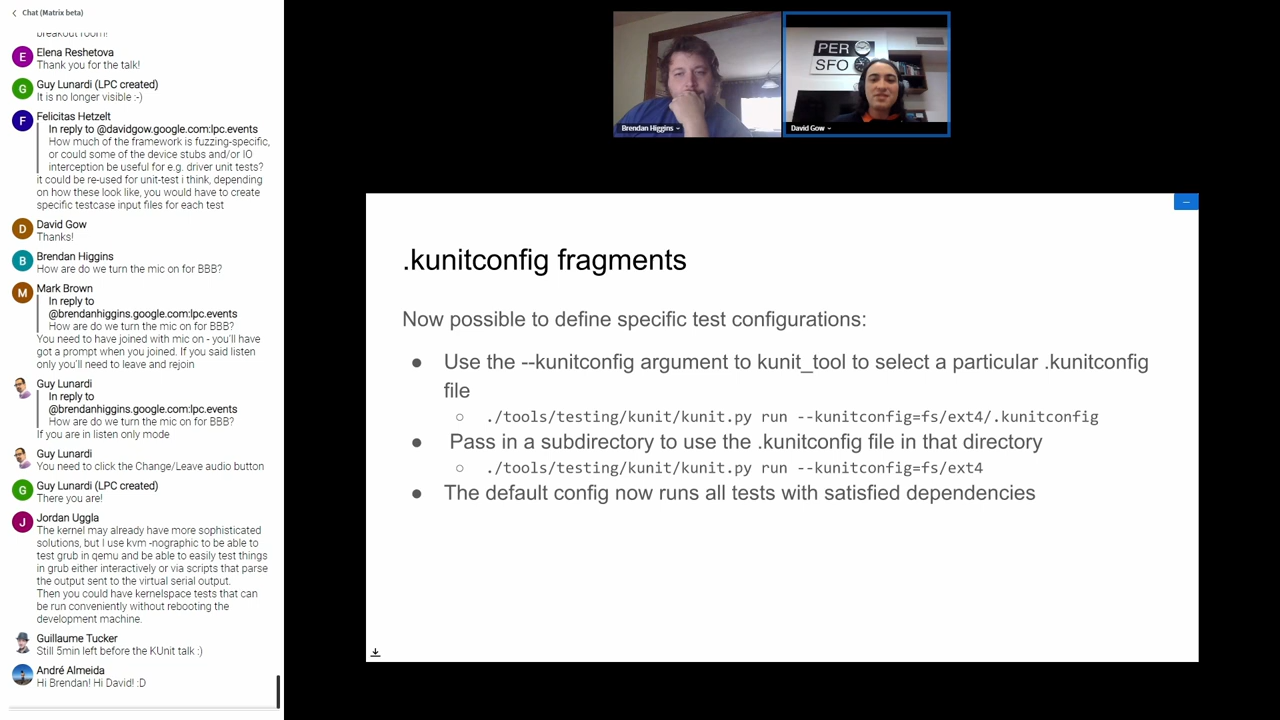 Chat (Matrix beta)
breakout room!
E
Elena Reshetova
Thank you for the talk!
G
Guy Lunardi (LPC created)
It is no longer visible :-)
F
Felicitas Hetzelt
In reply to @davidgow.google.com:lpc.events
How much of the framework is fuzzing-specific,
or could some of the device stubs and/or IO
interception be useful for e.g. driver unit tests?
it could be re-used for unit-test i think, depending
on how these look like, you would have to create
specific testcase input files for each test
D
David Gow
Thanks!
B
Brendan Higgins
How are do we turn the mic on for BBB?
M
Mark Brown
In reply to
@brendanhiggins.google.com:lpc.events
How are do we turn the mic on for BBB?
You need to have joined with mic on - you'll have
got a prompt when you joined. If you said listen
only you'll need to leave and rejoin
Guy Lunardi
In reply to
@brendanhiggins.google.com:lpc.events
How are do we turn the mic on for BBB?
If you are in listen only mode
Guy Lunardi
You need to click the Change/Leave audio button
G
Guy Lunardi (LPC created)
There you are!
J
Jordan Uggla
The kernel may already have more sophisticated
solutions, but I use kvm -nographic to be able to
test grub in qemu and be able to easily test things
in grub either interactively or via scripts that parse
the output sent to the virtual serial output.
Then you could have kernelspace tests that can
be run conveniently without rebooting the
development machine.
Guillaume Tucker
Still 5min left before the KUnit talk :)
André Almeida
Hi Brendan! Hi David! :D
Brendan Higgins
PER
SFO
David Gow
.kunitconfig fragments
Now possible to define specific test configurations:
● Use the --kunitconfig argument to kunit_tool to select a particular .kunitconfig
file
○ ./tools/testing/kunit/kunit.py run --kunitconfig=fs/ext4/.kunitconfig
● Pass in a subdirectory to use the .kunitconfig file in that directory
○ ./tools/testing/kunit/kunit.py run --kunitconfig=fs/ext4
● The default config now runs all tests with satisfied dependencies